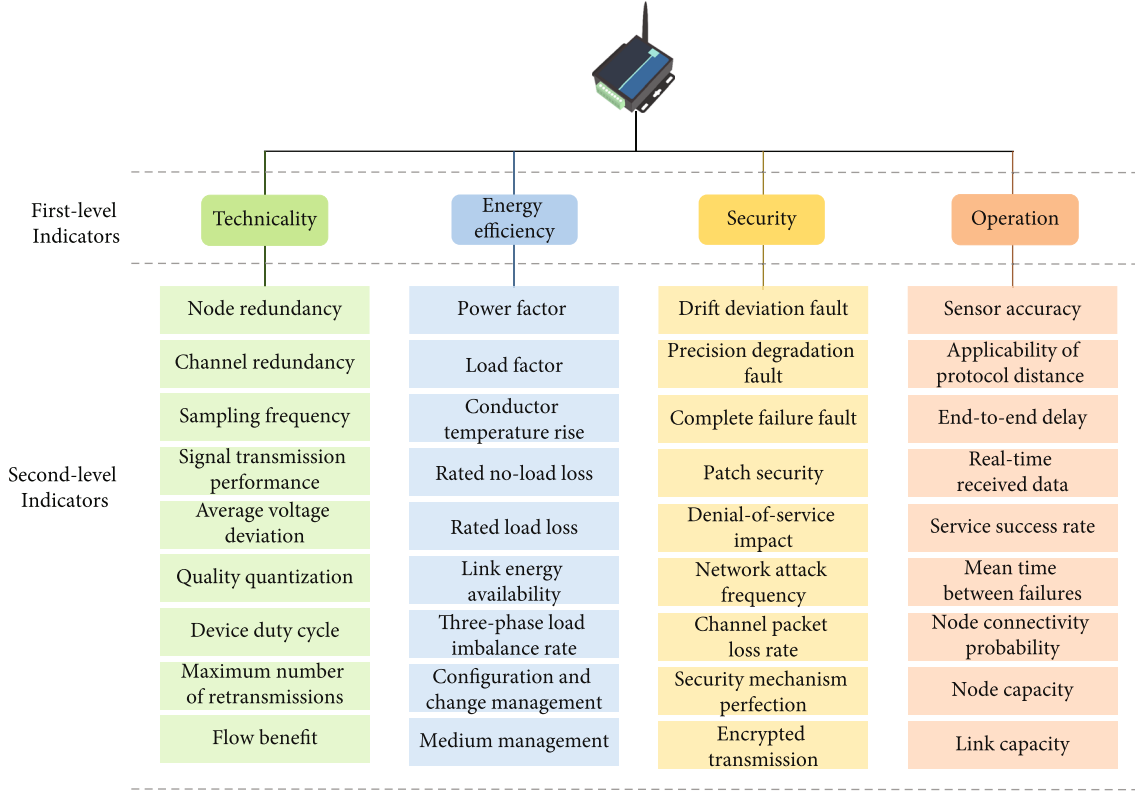 First-level
Indicators
Technicality
Energy
efficiency
Security
Operation
Second-level
Indicators
Node redundancy
Channel redundancy
Sampling frequency
Signal transmission
performance
Average voltage
deviation
Quality quantization
Device duty cycle
Maximum number
of retransmissions
Flow benefit
Power factor
Load factor
Conductor
temperature rise
Rated no-load loss
Rated load loss
Link energy
availability
Three-phase load
imbalance rate
Configuration and
change management
Medium management
Drift deviation fault
Precision degradation
fault
Complete failure fault
Patch security
Denial-of-service
impact
Network attack
frequency
Channel packet
loss rate
Security mechanism
perfection
Encrypted
transmission
Sensor accuracy
Applicability of
protocol distance
End-to-end delay
Real-time
received data
Service success rate
Mean time
between failures
Node connectivity
probability
Node capacity
Link capacity